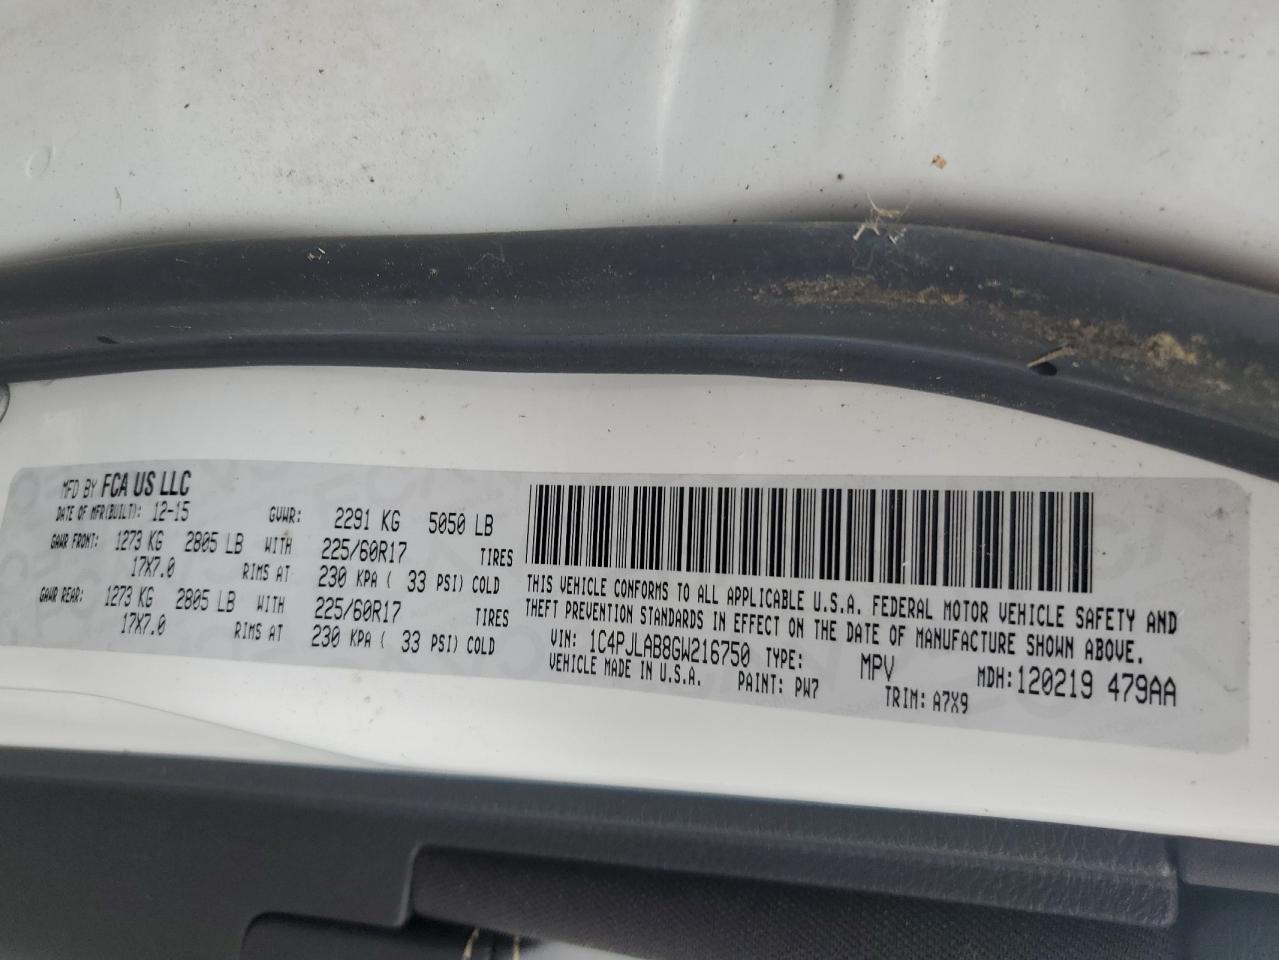 MFD BY FCA US LLC
DATE OF MFR(BUILT): 12-15 GVWR: 2291 KG 5050 LB
GAWR FRONT: 1273 KG 2805 LB WITH 225/60R17 TIRES
17X7.0 RIMS AT 230 KPA ( 33 PSI) COLD
GAWR REAR: 1273 KG 2805 LB WITH 225/60R17 TIRES
17X7.0 RIMS AT 230 KPA ( 33 PSI) COLD
THIS VEHICLE CONFORMS TO ALL APPLICABLE U.S.A. FEDERAL MOTOR VEHICLE SAFETY AND
THEFT PREVENTION STANDARDS IN EFFECT ON THE DATE OF MANUFACTURE SHOWN ABOVE.
VIN: 1C4PJLAB8GW216750 TYPE: MPV MDH:120219 479AA
VEHICLE MADE IN U.S.A. PAINT: PW7 TRIM: A7X9